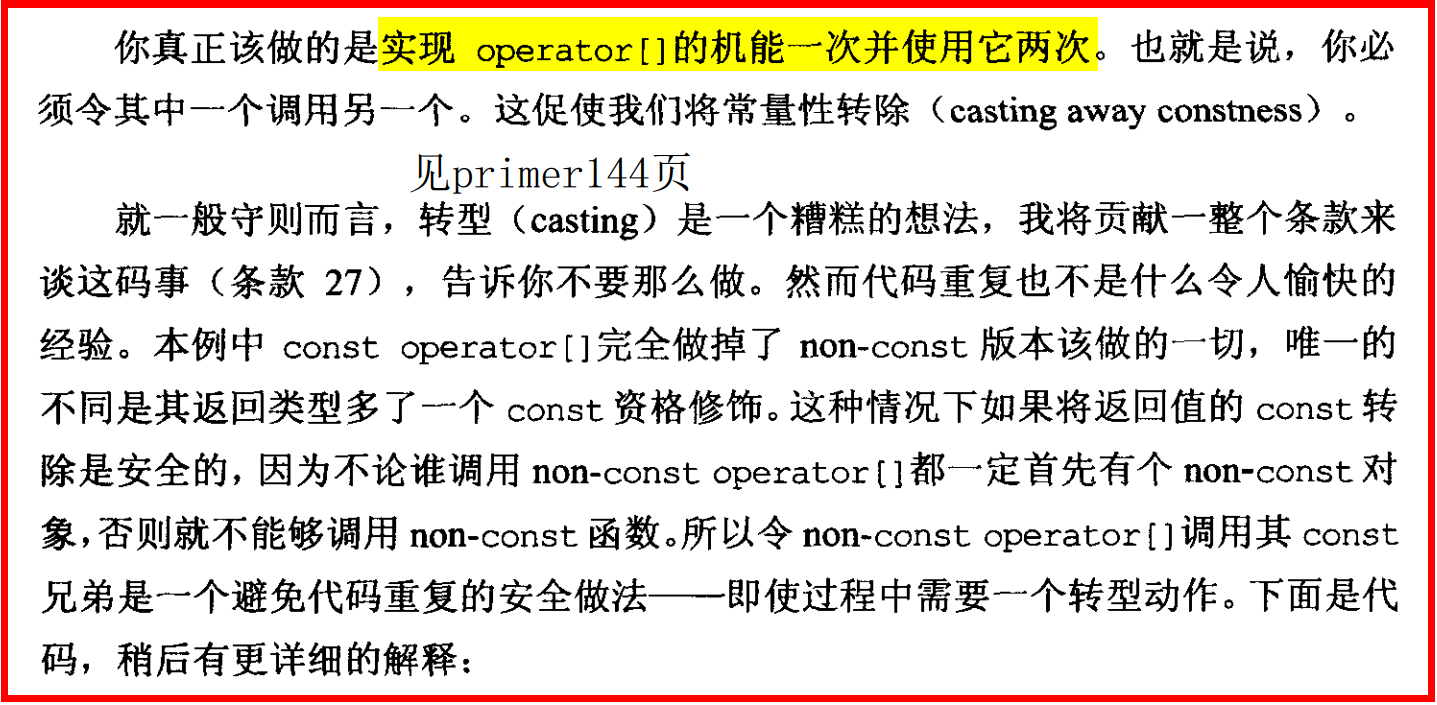 你真正该做的是实现 operator[]的机能一次并使用它两次。也就是说，你必
须令其中一个调用另一个。这促使我们将常量性转除（casting away constness）。
见primer144页
就一般守则而言，转型（casting）是一个糟糕的想法，我将贡献一整个条款来
谈这码事（条款 27），告诉你不要那么做。然而代码重复也不是什么令人愉快的
经验。本例中 const operator[]完全做掉了 non-const 版本该做的一切，唯一的
不同是其返回类型多了一个 const 资格修饰。这种情况下如果将返回值的 const 转
除是安全的，因为不论谁调用 non-const operator[]都一定首先有个 non-const 对
象，否则就不能够调用 non-const 函数。所以令 non-const operator[]调用其 const
兄弟是一个避免代码重复的安全做法——即使过程中需要一个转型动作。下面是代
码，稍后有更详细的解释：